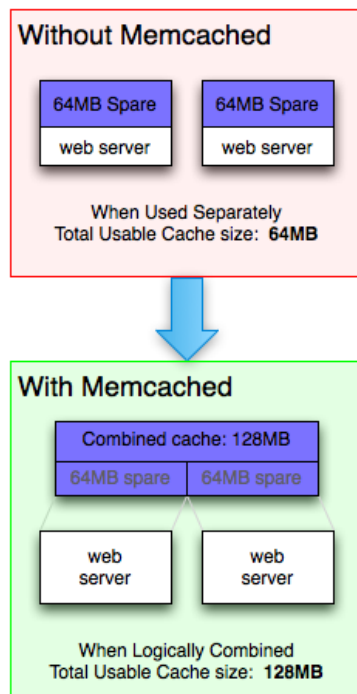 Without Memcached
64MB Spare
64MB Spare
web server
web server
When Used Separately
Total Usable Cache size: 64MB
With Memcached
Combined cache: 128MB
64MB spare
64MB spare
web
server
web
server
When Logically Combined
Total Usable Cache size: 128MB